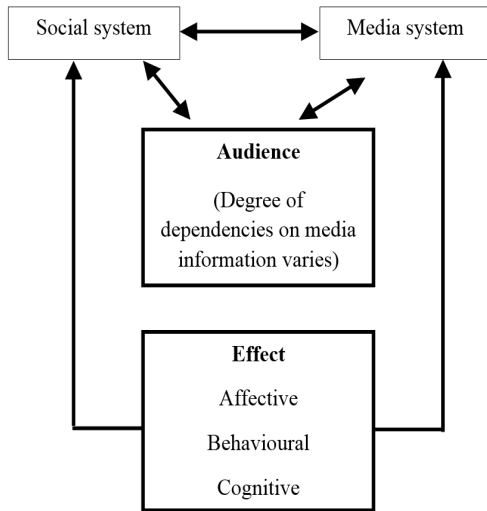 Social system
Media system
Audience
(Degree of
dependencies on media
information varies)
Effect
Affective
Behavioural
Cognitive